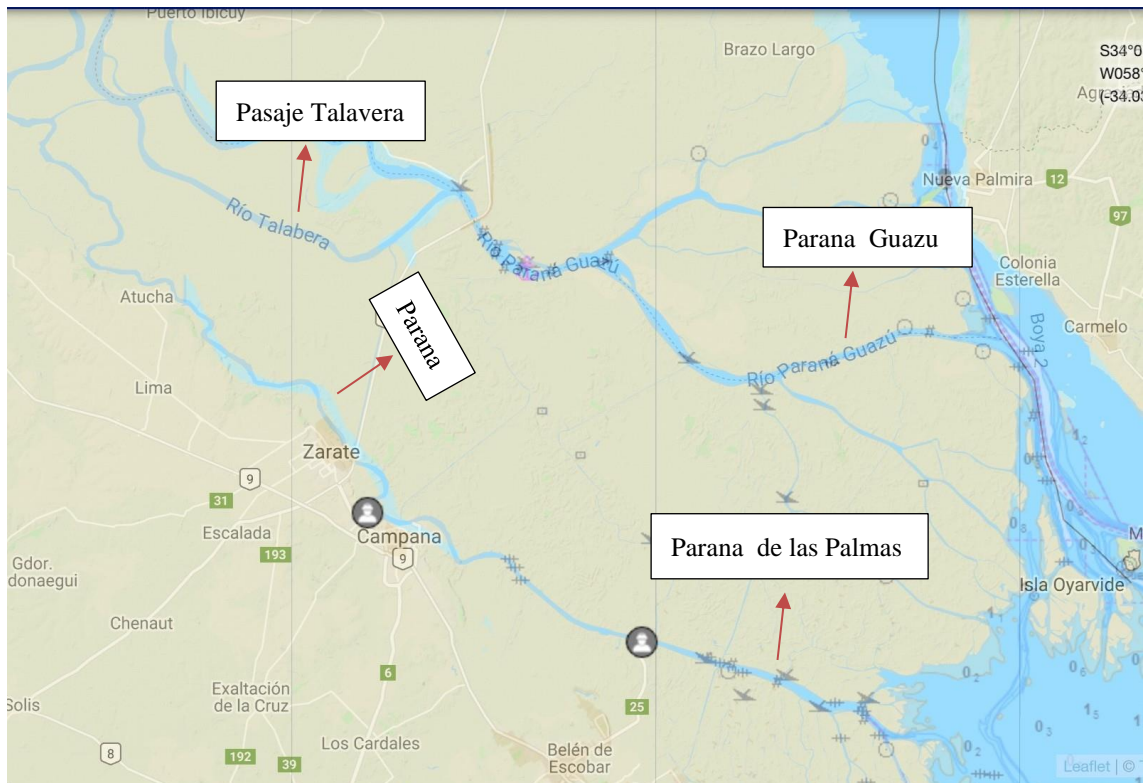 Puerto Ibicuy
Brazo Largo
S34°0
W058°
(-34.03
Pasaje Talavera
Nueva Palmira
12
97
Río Talabera
Río Paraná Guazú
Parana Guazu
Colonia
Esterella
Atucha
Parana
Boya 2
Carmelo
Río Paraná Guazú
Lima
Zarate
9
31
Escalada
Campana
193
9
Parana de las Palmas
Gdor.
donaegui
Isla Oyarvide
Chenaut
6
Exaltación
de la Cruz
Solis
25
Los Cardales
Belén de
Escobar
8
192
39
Leaflet | ©